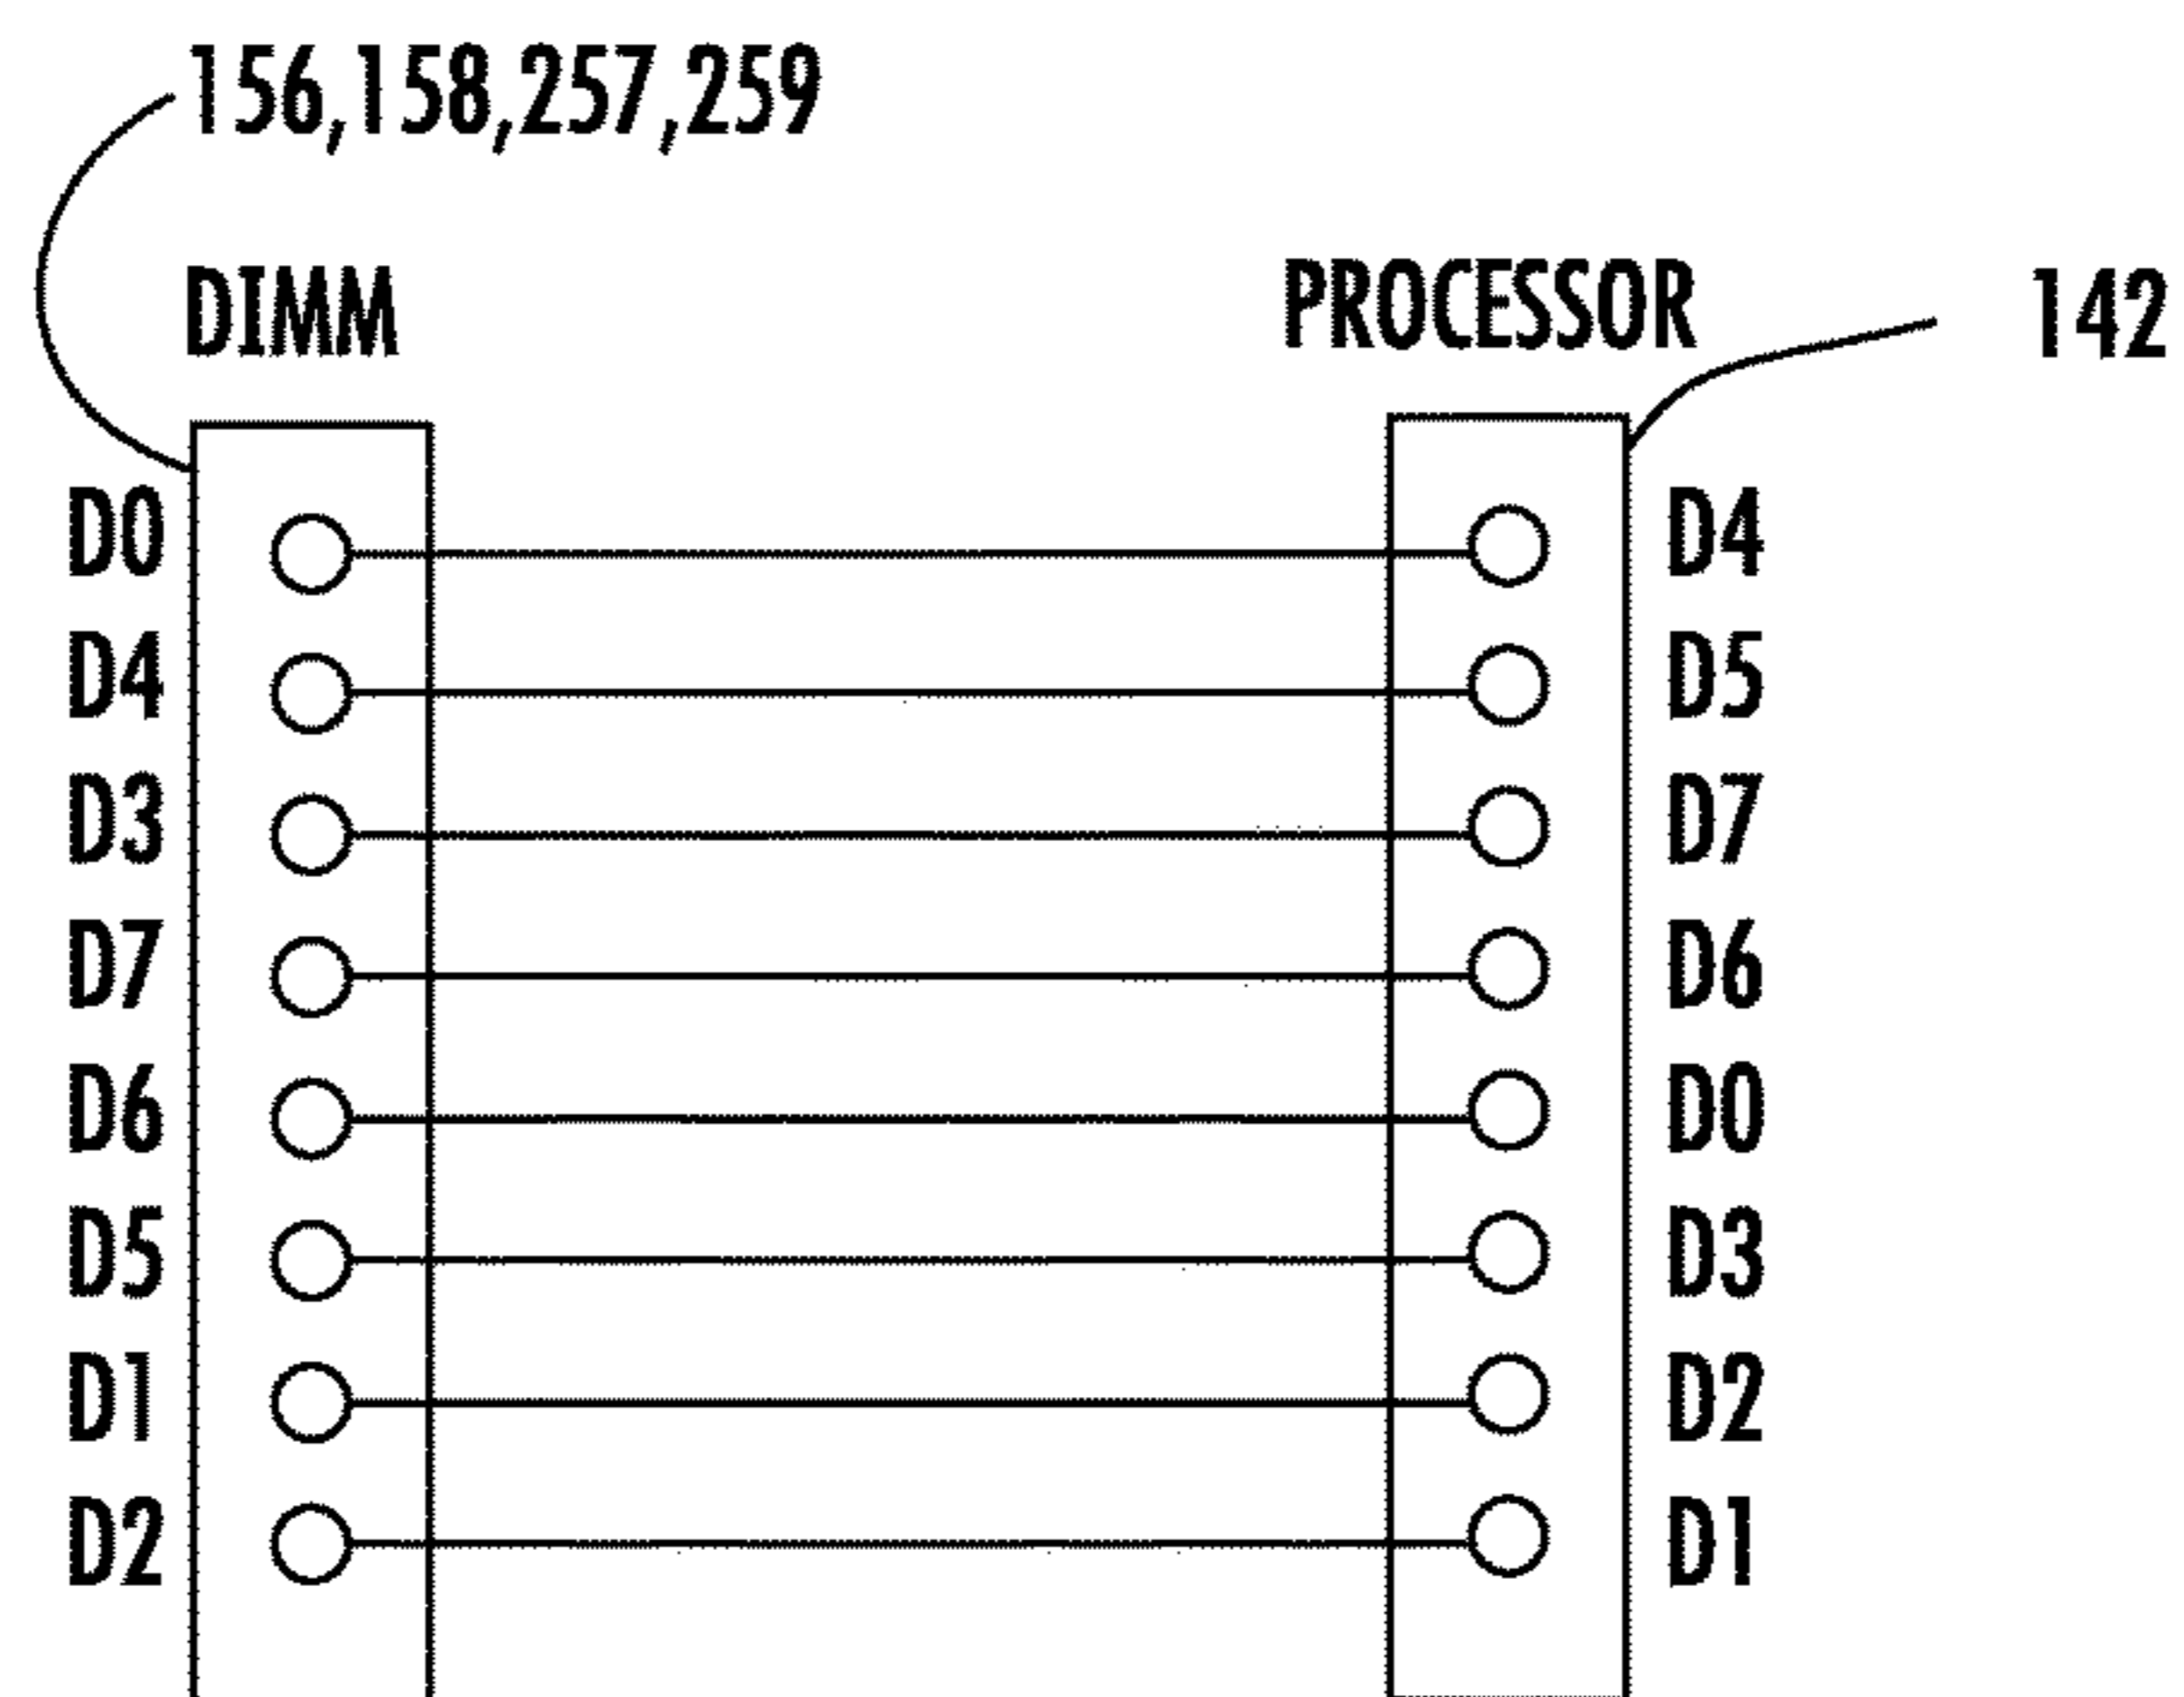 156,158,257,259
DIMM PROCESSOR 142
D0 D4
D4 D5
D3 D7
D7 D6
D6 D0
D5 D3
D1 D2
D2 D1